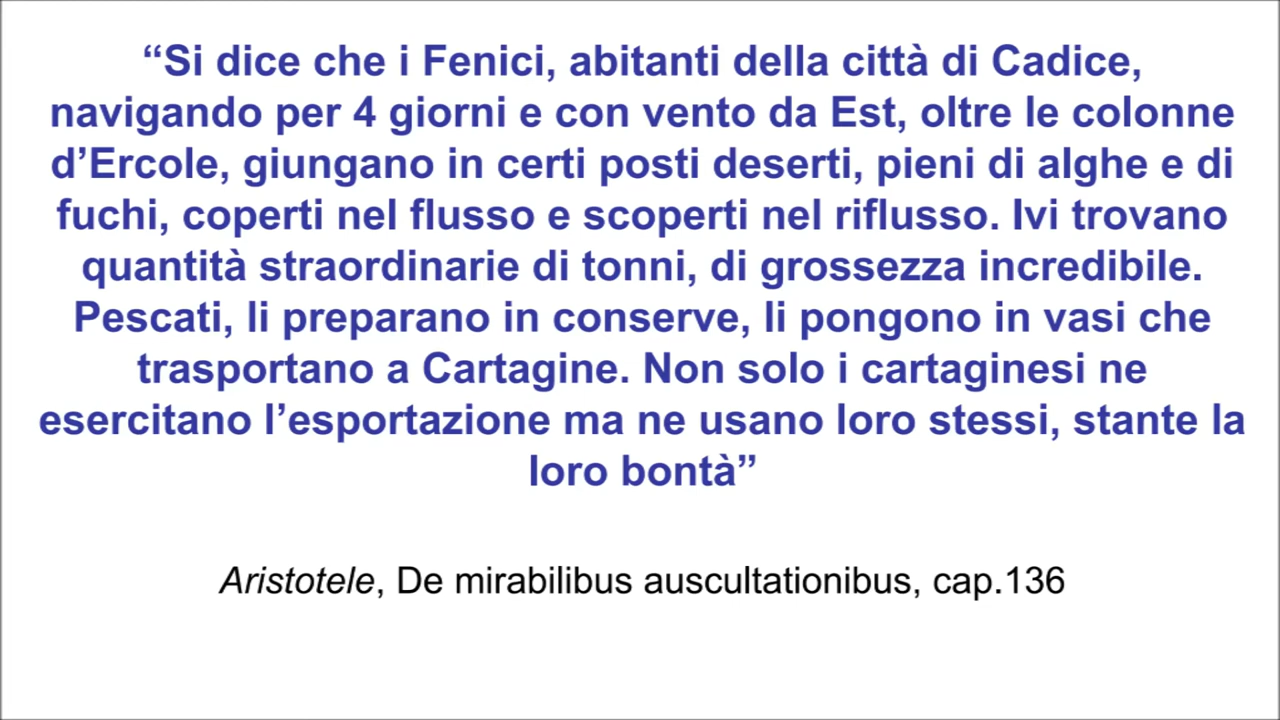 “Si dice che i Fenici, abitanti della città di Cadice,
navigando per 4 giorni e con vento da Est, oltre le colonne
d’Ercole, giungano in certi posti deserti, pieni di alghe e di
fuchi, coperti nel flusso e scoperti nel riflusso. Ivi trovano
quantità straordinarie di tonni, di grossezza incredibile.
Pescati, li preparano in conserve, li pongono in vasi che
trasportano a Cartagine. Non solo i cartaginesi ne
esercitano l’esportazione ma ne usano loro stessi, stante la
loro bontà”
Aristotele, De mirabilibus auscultationibus, cap.136